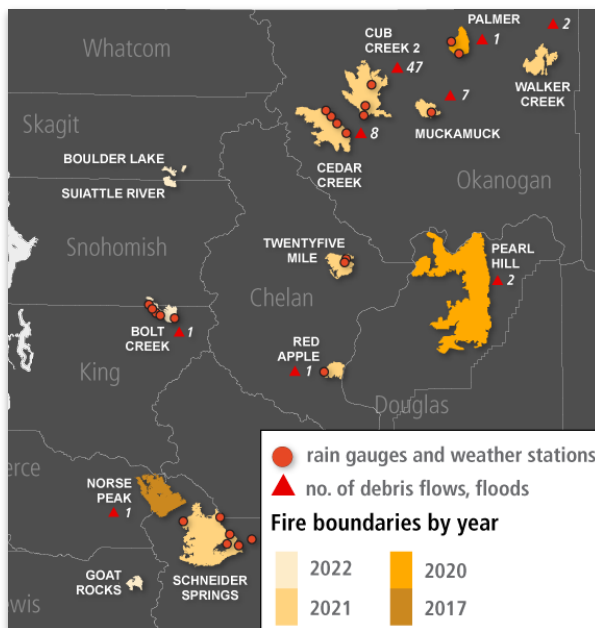 Whatcom
CUB
CREEK 2
47
PALMER
1
2
WALKER
CREEK
7
MUCKAMUCK
Skagit
8
CEDAR
CREEK
Okanogan
BOULDER LAKE
SUIATTLE RIVER
Snohomish
TWENTYFIVE
MILE
PEARL
HILL
2
Chelan
BOLT
CREEK
1
RED
APPLE
1
King
Douglas
erce
NORSE
PEAK
1
GOAT
ROCKS
SCHNEIDER
SPRINGS
ewis
rain gauges and weather stations
no. of debris flows, floods
Fire boundaries by year
2022
2020
2021
2017